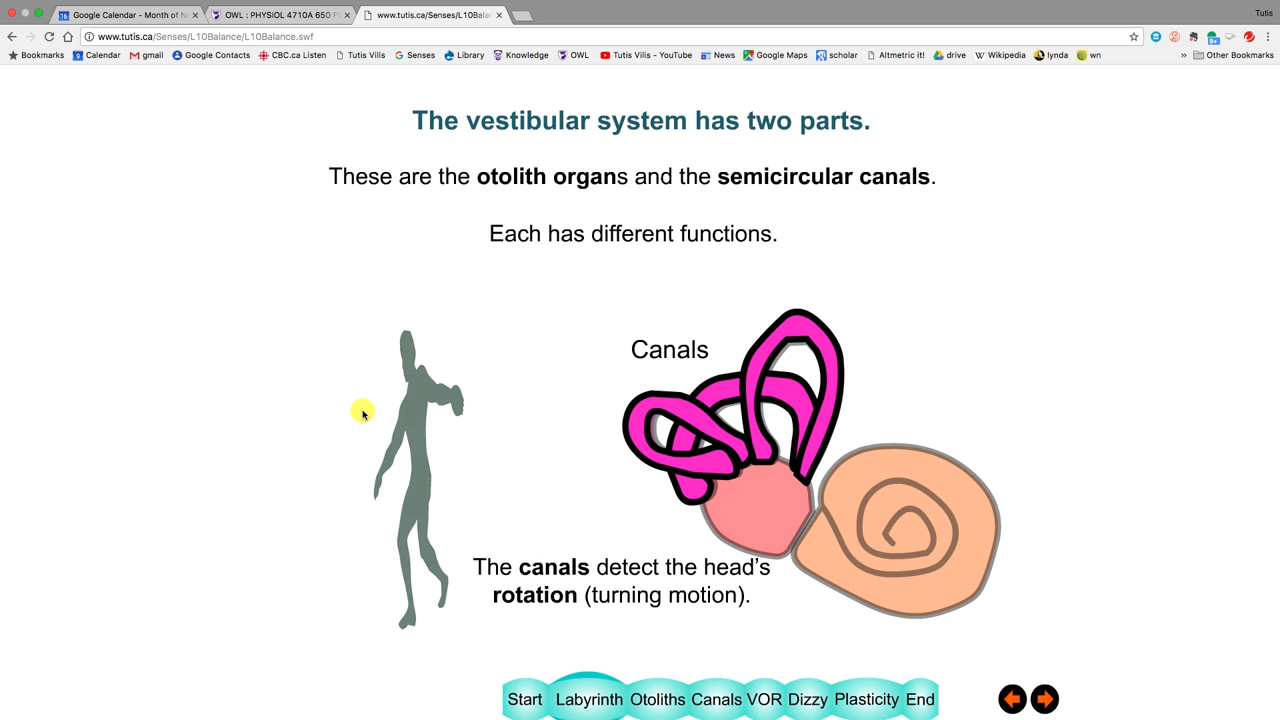 Google Calendar - Month of N
OWL : PHYSIOL 4710A 650 F
www.tutis.ca/Senses/L10Bal
Tutis
www.tutis.ca/Senses/L10Balance/L10Balance.swf
Bookmarks Calendar gmail Google Contacts CBC.ca Listen Tutis Vilis Senses Library Knowledge OWL Tutis Vilis - YouTube News Google Maps scholar Altmetric it! drive Wikipedia lynda wn » Other Bookmarks
The vestibular system has two parts.
These are the otolith organs and the semicircular canals.
Each has different functions.
Canals
The canals detect the head's
rotation (turning motion).
Start Labyrinth Otoliths Canals VOR Dizzy Plasticity End